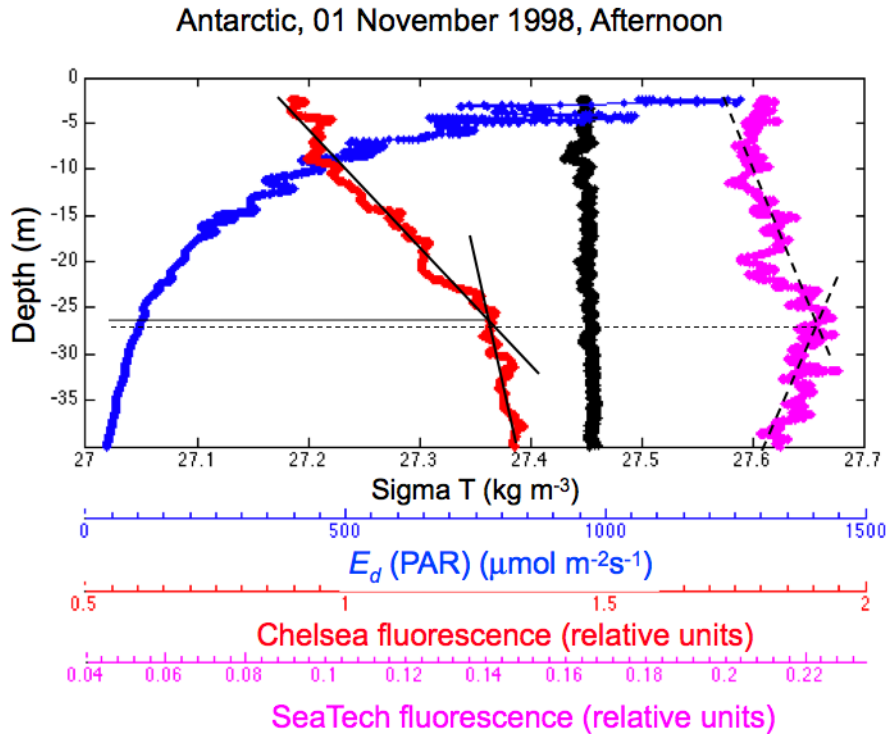 Antarctic, 01 November 1998, Afternoon
0
-5
-10
-15
-20
-25
-30
-35
Depth (m)
27 27.1 27.2 27.3 27.4 27.5 27.6 27.7
Sigma T (kg m-3)
0 500 1000 1500
Ed (PAR) (μmol m-2s-1)
0.5 1 1.5 2
Chelsea fluorescence (relative units)
0.04 0.06 0.08 0.1 0.12 0.14 0.16 0.18 0.2 0.22
SeaTech fluorescence (relative units)